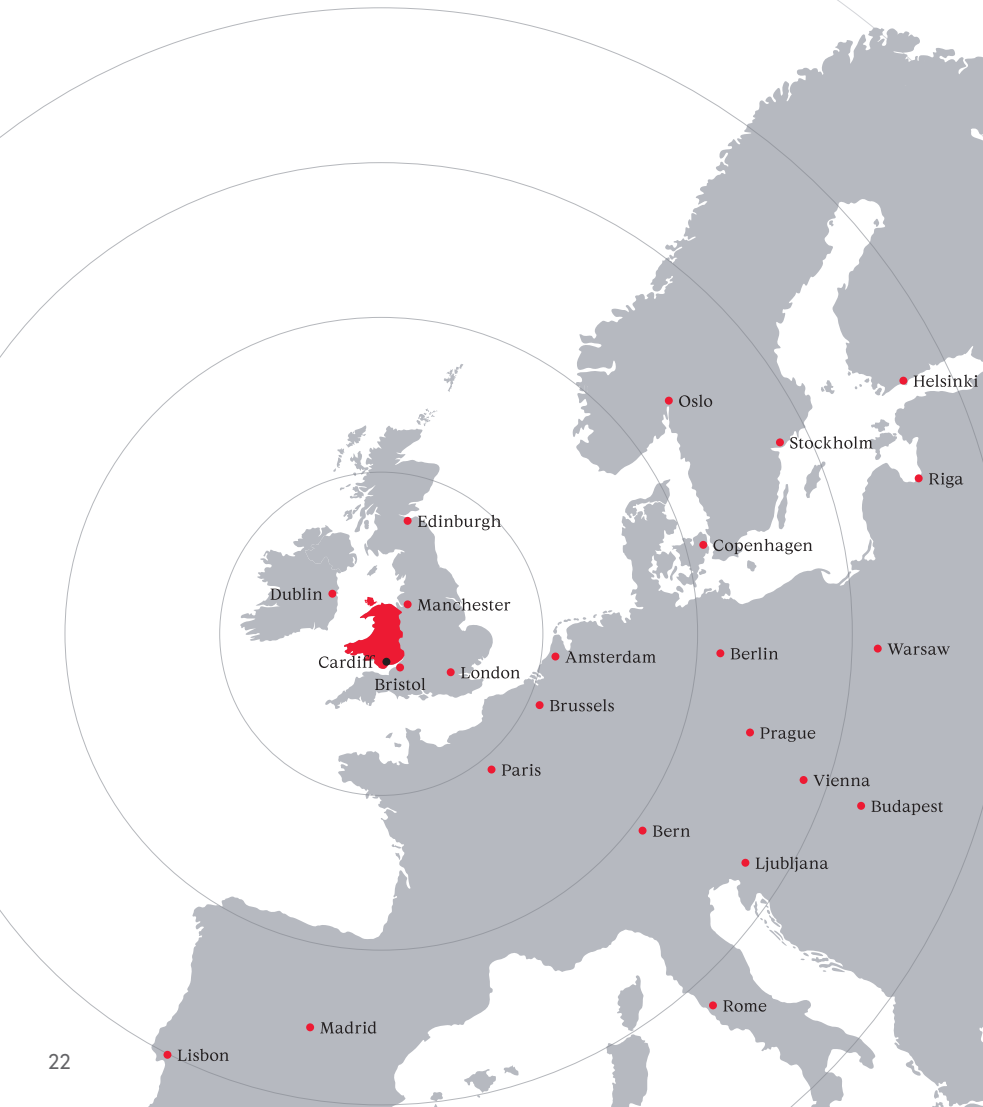 Helsinki
Oslo
Stockholm
Riga
Edinburgh
Copenhagen
Dublin
Manchester
Warsaw
Berlin
Amsterdam
Cardiff
London
Bristol
Brussels
Prague
Paris
Vienna
Budapest
Bern
Ljubljana
Rome
Madrid
Lisbon
22